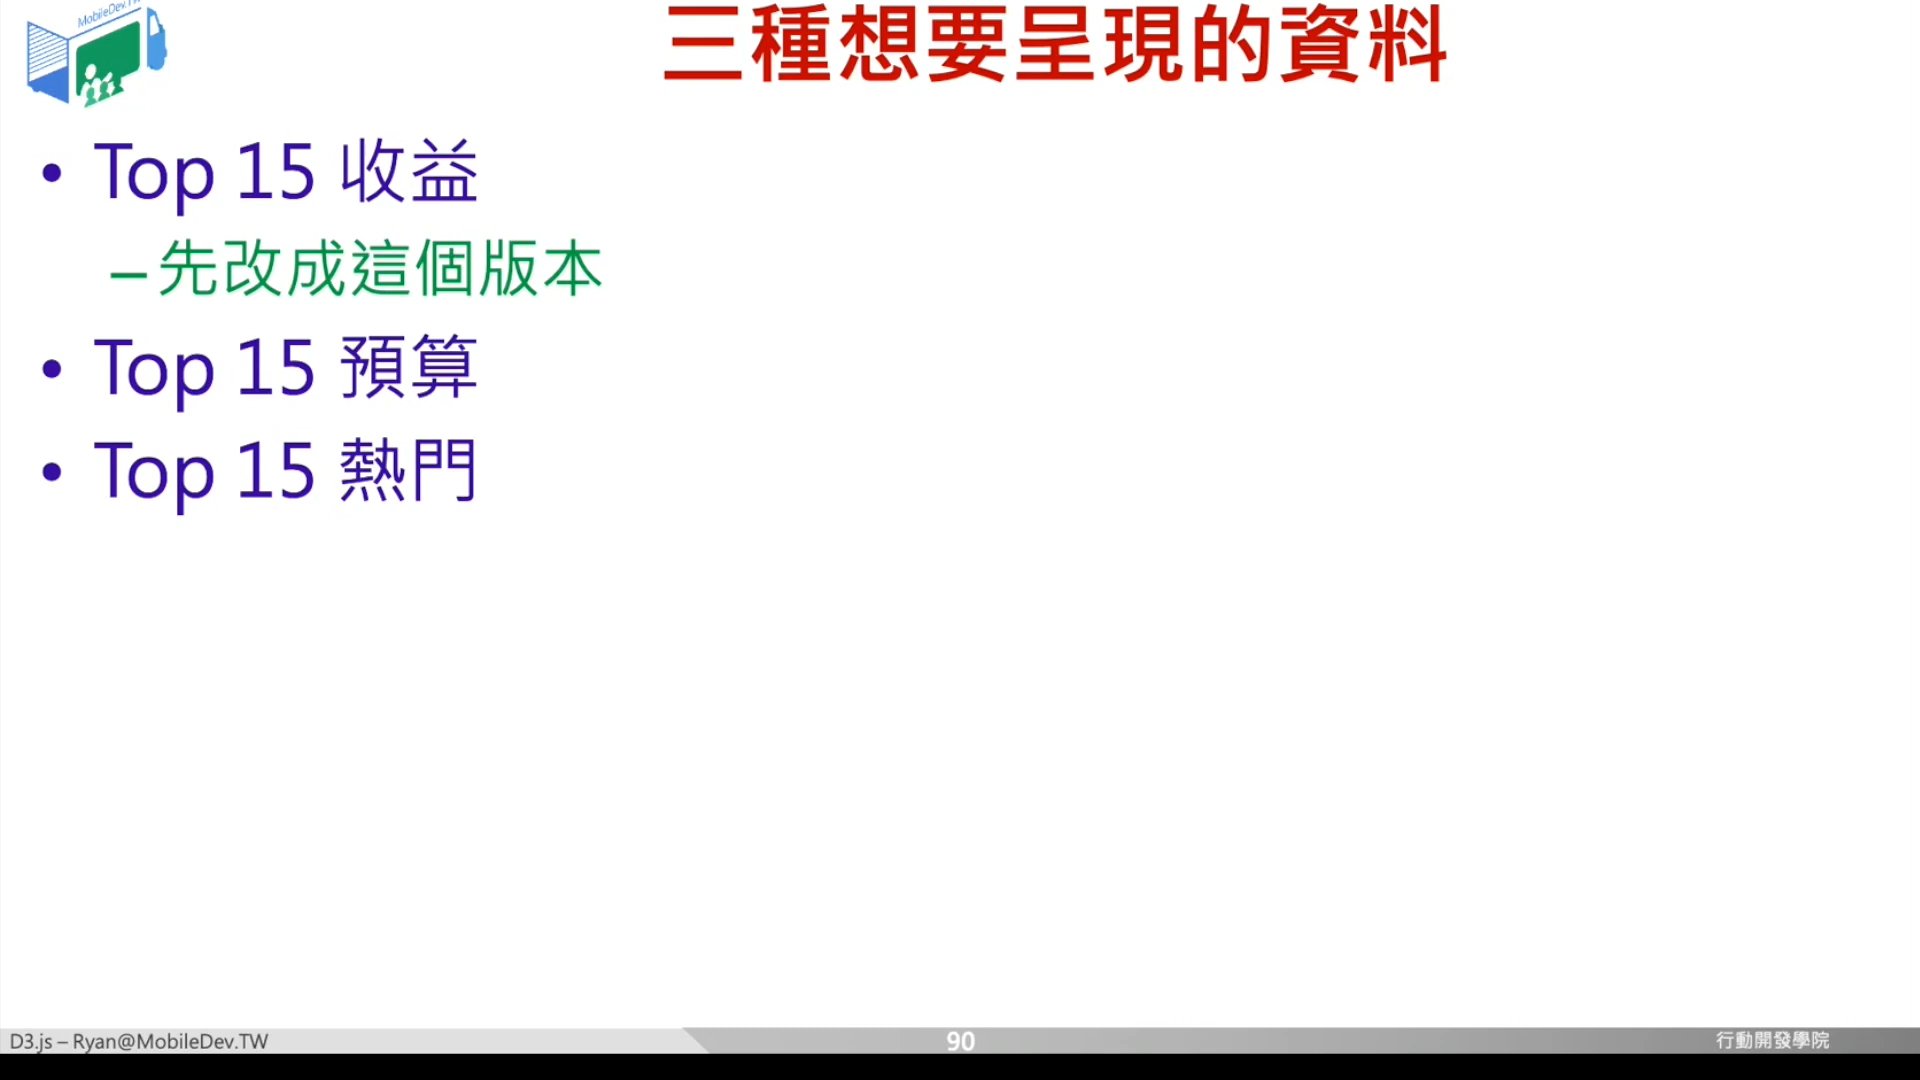 MobileDev.TW
三種想要呈現的資料
• Top 15 收益
– 先改成這個版本
• Top 15 預算
• Top 15 熱門
D3.js – Ryan@MobileDev.TW
90
行動開發學院